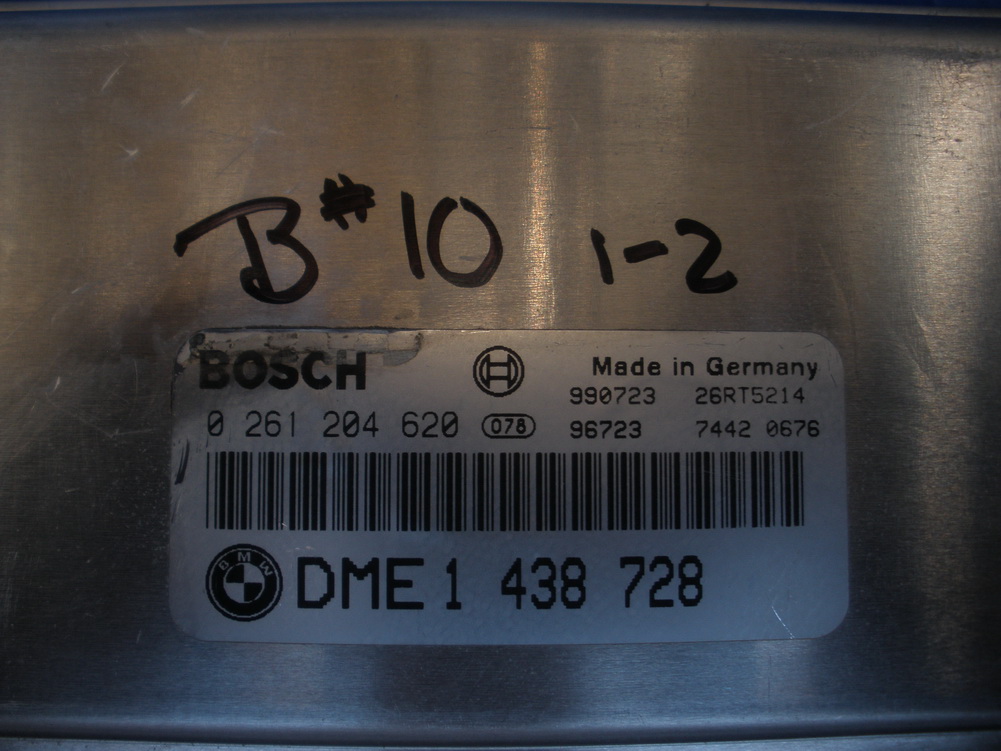 B #10 1-2
BOSCH Made in Germany
990723 26RT5214
0 261 204 620 078 96723 7442 0676
BMW DME 1 438 728